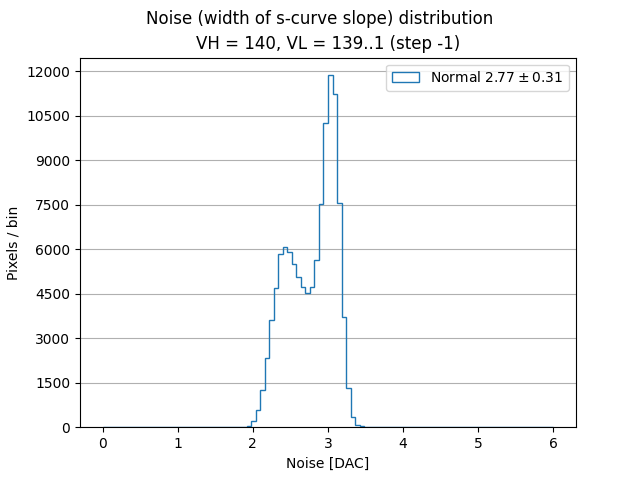 Noise (width of s-curve slope) distribution
VH = 140, VL = 139..1 (step -1)
Normal 2.77 ± 0.31
12000
10500
9000
7500
6000
4500
3000
1500
0
Pixels / bin
0 1 2 3 4 5 6
Noise [DAC]